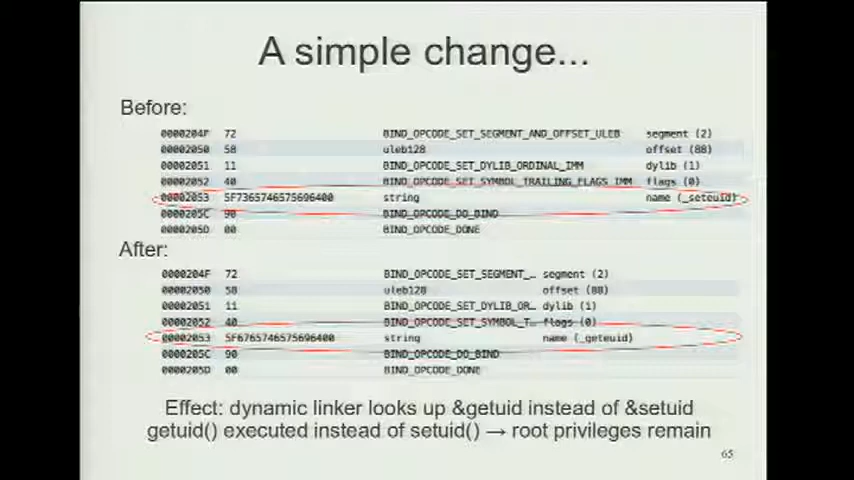 A simple change...
Before:
0000204F 72 BIND_OPCODE_SET_SEGMENT_AND_OFFSET_ULEB segment (2)
00002050 58 uleb128 offset (88)
00002051 11 BIND_OPCODE_SET_DYLIB_ORDINAL_IMM dylib (1)
00002052 40 BIND_OPCODE_SET_SYMBOL_TRAILING_FLAGS_IMM flags (0)
00002053 5F7365746575696400 string name (_seteuid)
0000205C 90 BIND_OPCODE_DO_BIND
0000205D 00 BIND_OPCODE_DONE
After:
0000204F 72 BIND_OPCODE_SET_SEGMENT_… segment (2)
00002050 58 uleb128 offset (88)
00002051 11 BIND_OPCODE_SET_DYLIB_OR… dylib (1)
00002052 40 BIND_OPCODE_SET_SYMBOL_T… flags (0)
00002053 5F6765746575696400 string name (_geteuid)
0000205C 90 BIND_OPCODE_DO_BIND
0000205D 00 BIND_OPCODE_DONE
Effect: dynamic linker looks up &getuid instead of &setuid
getuid() executed instead of setuid() → root privileges remain
65